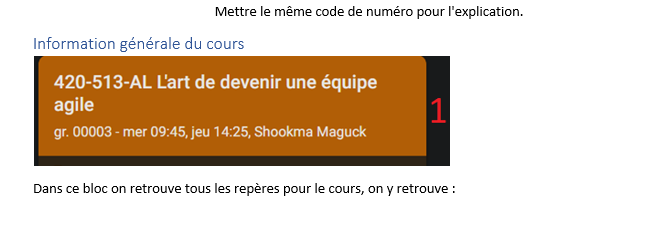 Mettre le même code de numéro pour l'explication.
Information générale du cours
420-513-AL L'art de devenir une équipe
agile
1
gr. 00003 - mer 09:45, jeu 14:25, Shookma Maguck
Dans ce bloc on retrouve tous les repères pour le cours, on y retrouve :